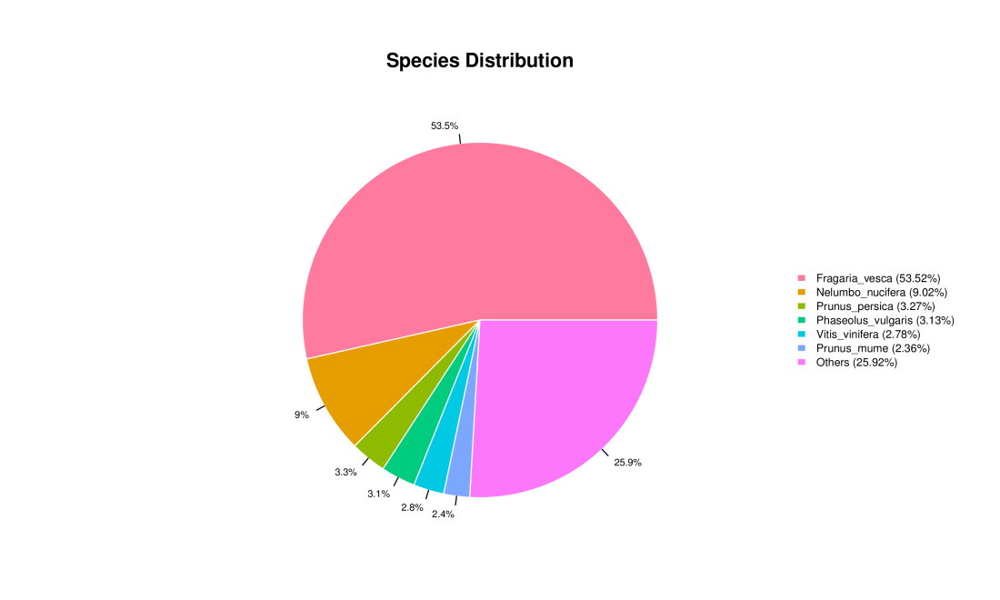 Species Distribution
53.5%
9%
3.3%
3.1%
2.8%
2.4%
25.9%
Fragaria_vesca (53.52%)
Nelumbo_nucifera (9.02%)
Prunus_persica (3.27%)
Phaseolus_vulgaris (3.13%)
Vitis_vinifera (2.78%)
Prunus_mume (2.36%)
Others (25.92%)